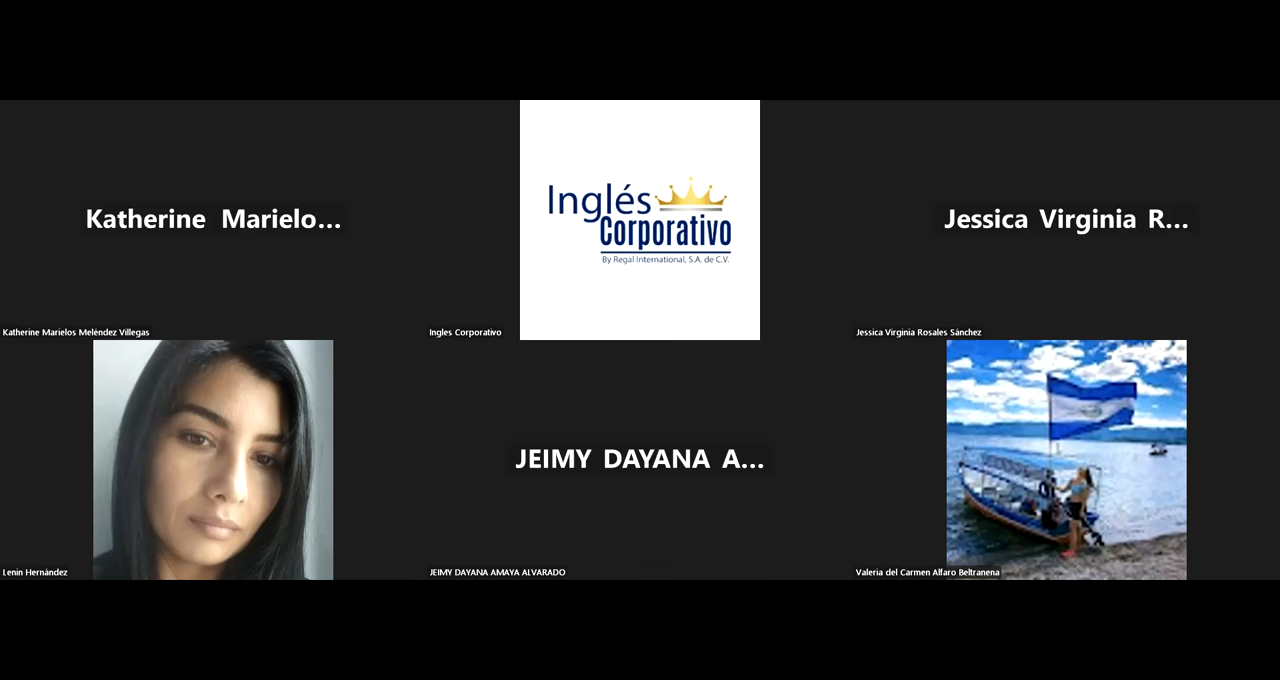 Katherine Marielo...
Inglés
Corporativo
By Regal International, S.A. de C.V.
Jessica Virginia R...
Katherine Marielos Meléndez Villegas
Ingles Corporativo
Jessica Virginia Rosales Sánchez
JEIMY DAYANA A...
Lenin Hernández
JEIMY DAYANA AMAYA ALVARADO
Valeria del Carmen Alfaro Beltranena